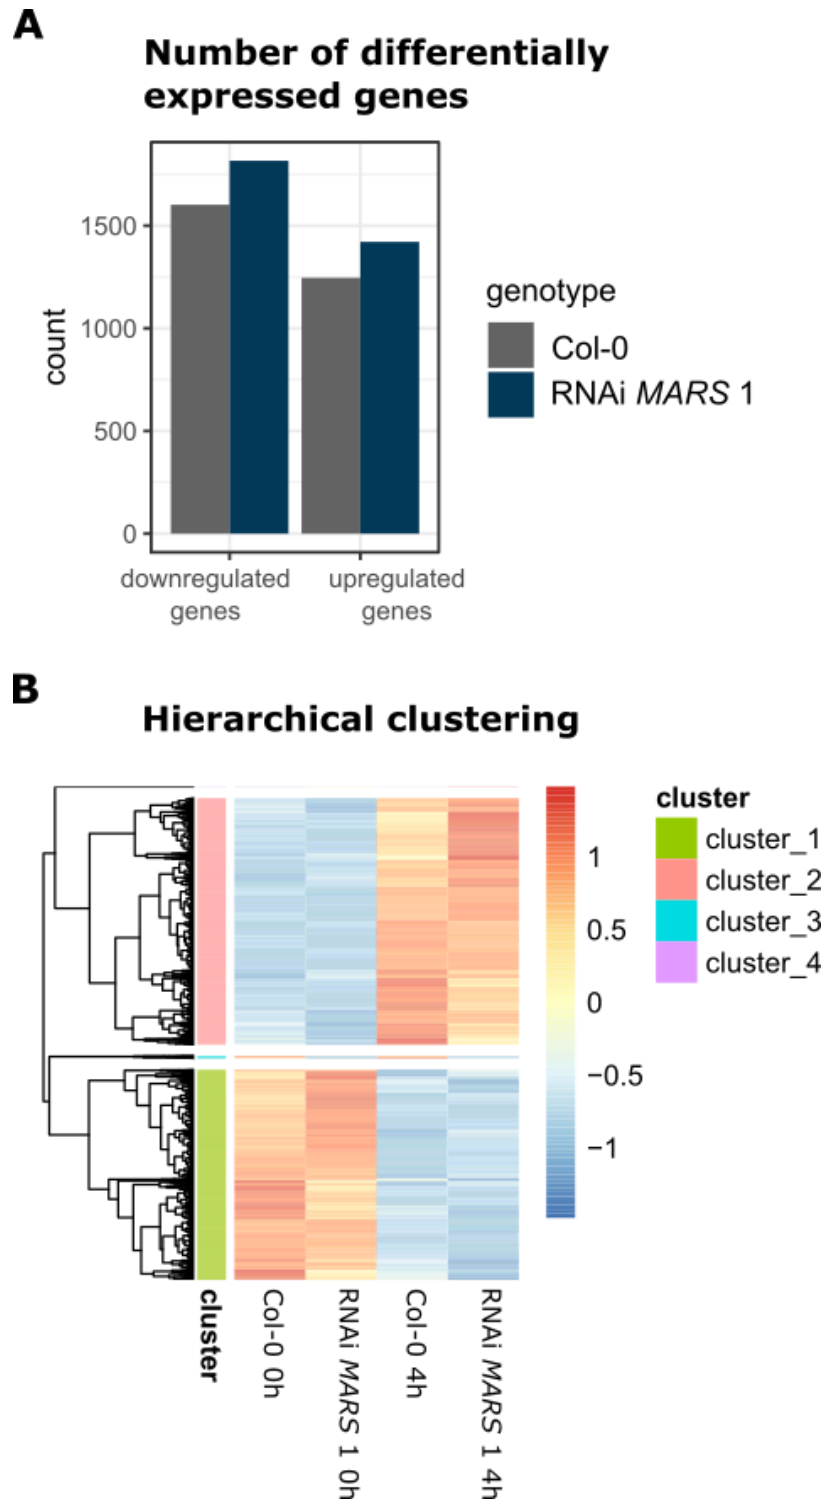 A
Number of differentially
expressed genes
1500
1000
500
0
count
downregulated
genes
upregulated
genes
genotype
Col-0
RNAi MARS 1
B
Hierarchical clustering
1
0.5
0
−0.5
−1
cluster
cluster_1
cluster_2
cluster_3
cluster_4
cluster
Col-0 0h
RNAi MARS 1 0h
Col-0 4h
RNAi MARS 1 4h